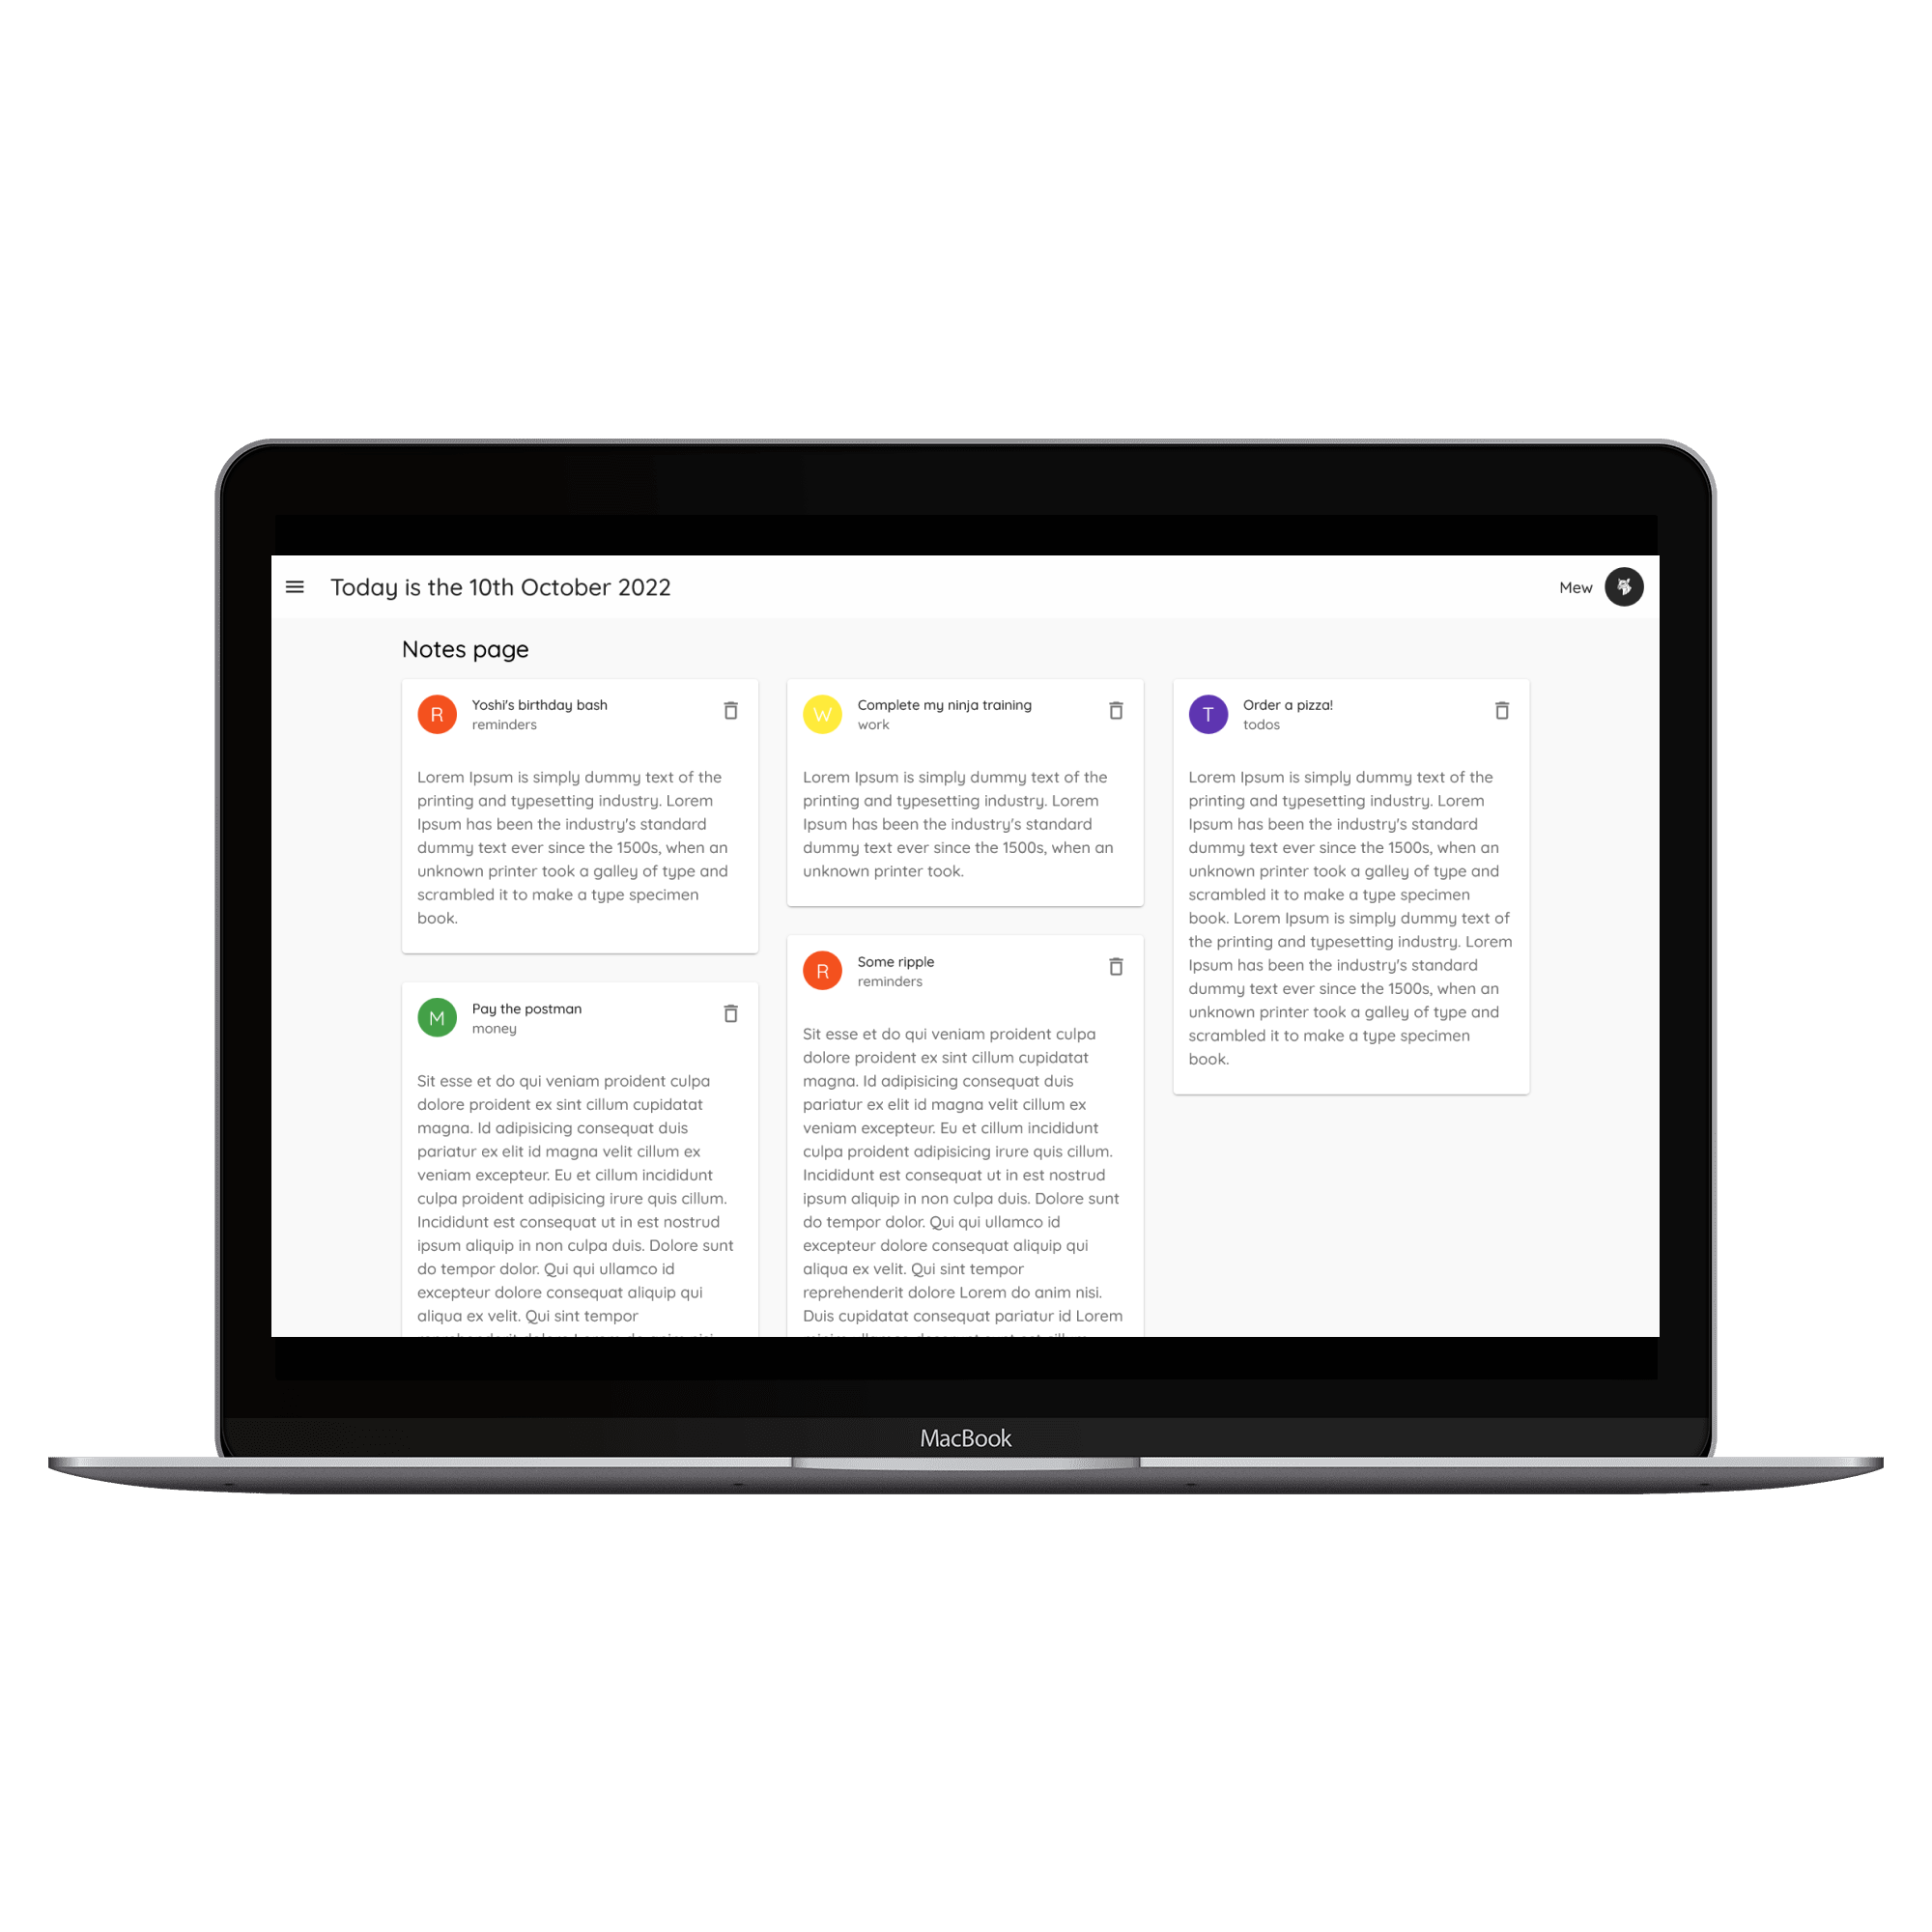 Today is the 10th October 2022
Mew
Notes page
R
Yoshi's birthday bash
reminders
Lorem Ipsum is simply dummy text of the
printing and typesetting industry. Lorem
Ipsum has been the industry's standard
dummy text ever since the 1500s, when an
unknown printer took a galley of type and
scrambled it to make a type specimen
book.
M
Pay the postman
money
Sit esse et do qui veniam proident culpa
dolore proident ex sint cillum cupidatat
magna. Id adipisicing consequat duis
pariatur ex elit id magna velit cillum ex
veniam excepteur. Eu et cillum incididunt
culpa proident adipisicing irure quis cillum.
Incididunt est consequat ut in est nostrud
ipsum aliquip in non culpa duis. Dolore sunt
do tempor dolor. Qui qui ullamco id
excepteur dolore consequat aliquip qui
aliqua ex velit. Qui sint tempor
W
Complete my ninja training
work
Lorem Ipsum is simply dummy text of the
printing and typesetting industry. Lorem
Ipsum has been the industry's standard
dummy text ever since the 1500s, when an
unknown printer took.
R
Some ripple
reminders
Sit esse et do qui veniam proident culpa
dolore proident ex sint cillum cupidatat
magna. Id adipisicing consequat duis
pariatur ex elit id magna velit cillum ex
veniam excepteur. Eu et cillum incididunt
culpa proident adipisicing irure quis cillum.
Incididunt est consequat ut in est nostrud
ipsum aliquip in non culpa duis. Dolore sunt
do tempor dolor. Qui qui ullamco id
excepteur dolore consequat aliquip qui
aliqua ex velit. Qui sint tempor
reprehenderit dolore Lorem do anim nisi.
Duis cupidatat consequat pariatur id Lorem
T
Order a pizza!
todos
Lorem Ipsum is simply dummy text of the
printing and typesetting industry. Lorem
Ipsum has been the industry's standard
dummy text ever since the 1500s, when an
unknown printer took a galley of type and
scrambled it to make a type specimen
book. Lorem Ipsum is simply dummy text of
the printing and typesetting industry. Lorem
Ipsum has been the industry's standard
dummy text ever since the 1500s, when an
unknown printer took a galley of type and
scrambled it to make a type specimen
book.
MacBook